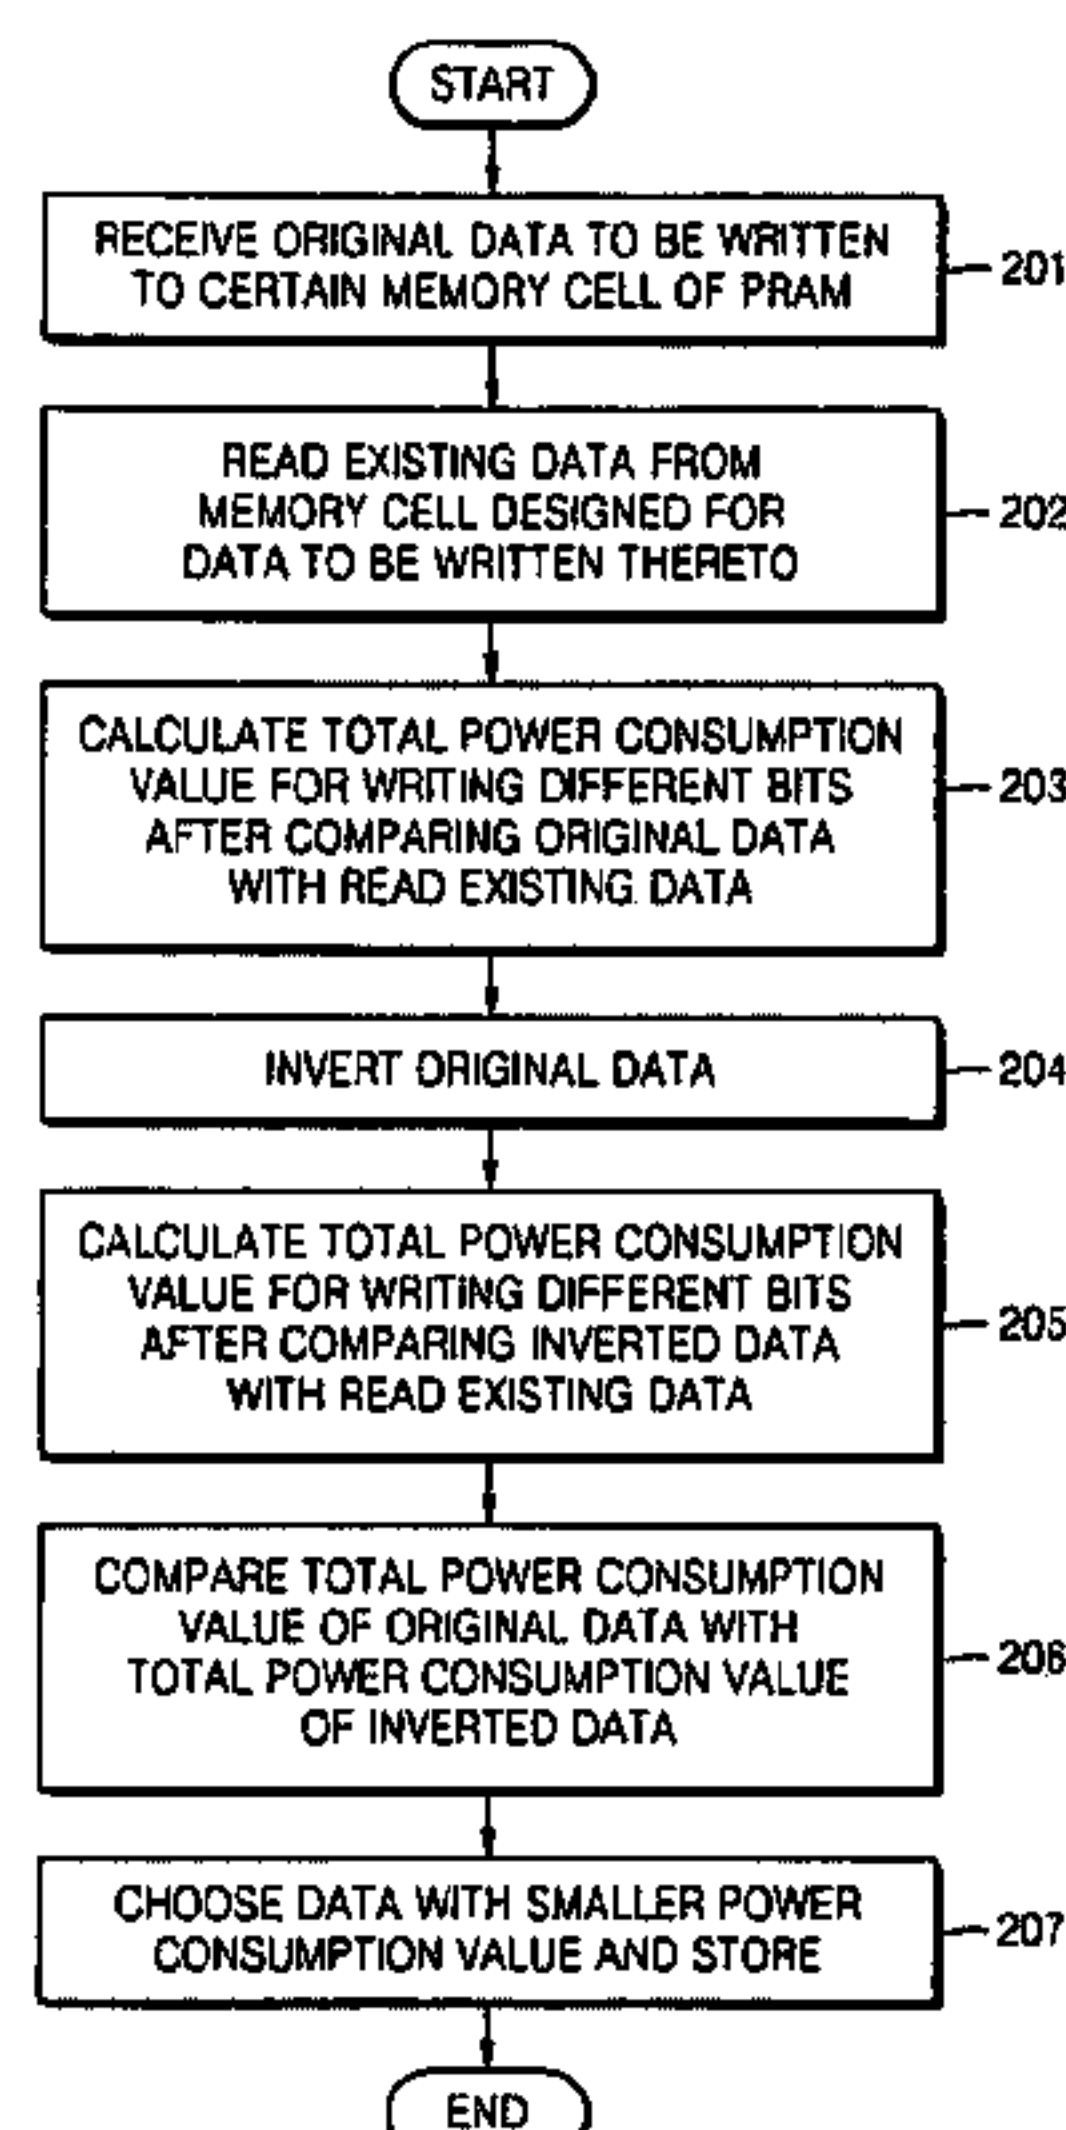 START
RECEIVE ORIGINAL DATA TO BE WRITTEN
TO CERTAIN MEMORY CELL OF PRAM
201
READ EXISTING DATA FROM
MEMORY CELL DESIGNED FOR
DATA TO BE WRITTEN THERETO
202
CALCULATE TOTAL POWER CONSUMPTION
VALUE FOR WRITING DIFFERENT BITS
AFTER COMPARING ORIGINAL DATA
WITH READ EXISTING DATA
203
INVERT ORIGINAL DATA
204
CALCULATE TOTAL POWER CONSUMPTION
VALUE FOR WRITING DIFFERENT BITS
AFTER COMPARING INVERTED DATA
WITH READ EXISTING DATA
205
COMPARE TOTAL POWER CONSUMPTION
VALUE OF ORIGINAL DATA WITH
TOTAL POWER CONSUMPTION VALUE
OF INVERTED DATA
206
CHOOSE DATA WITH SMALLER POWER
CONSUMPTION VALUE AND STORE
207
END